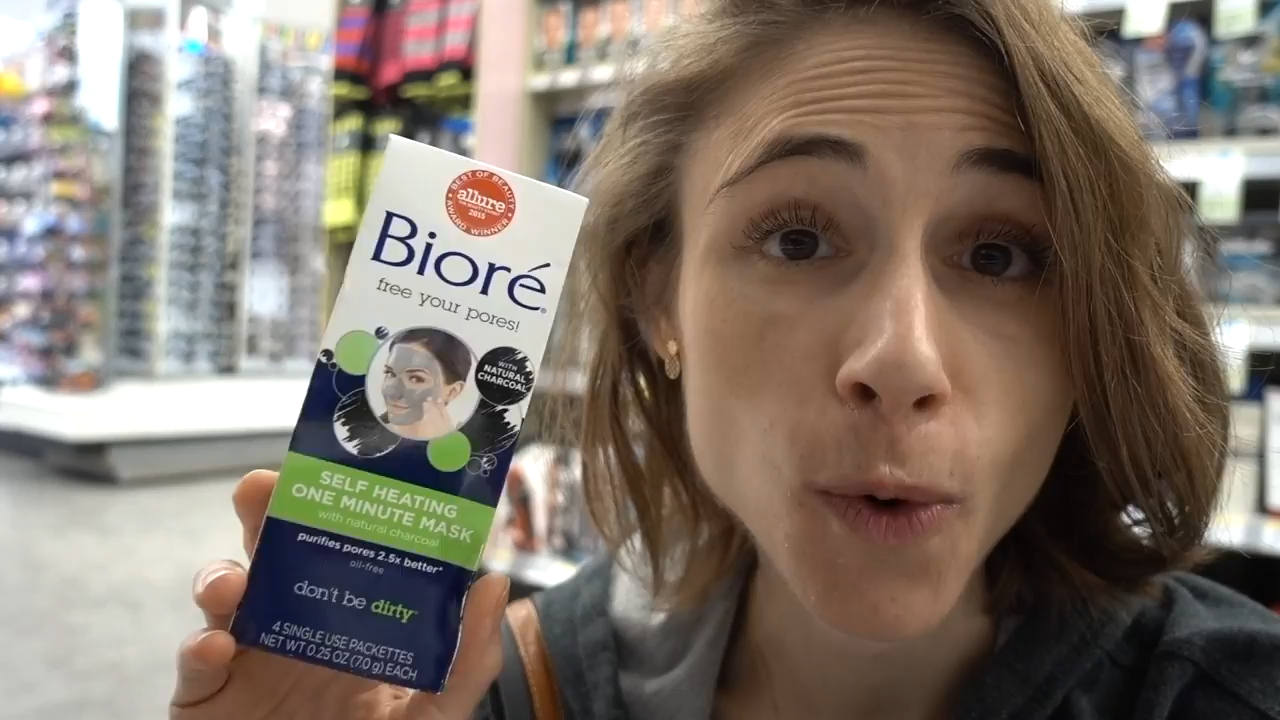 BEST OF BEAUTY
allure
2015
AWARD WINNER
Bioré
free your pores!
WITH
NATURAL
CHARCOAL
SELF HEATING
ONE MINUTE MASK
with natural charcoal
purifies pores 2.5x better*
oil-free
don't be dirty®
4 SINGLE USE PACKETTES
NET WT 0.25 OZ (7.0 g) EACH